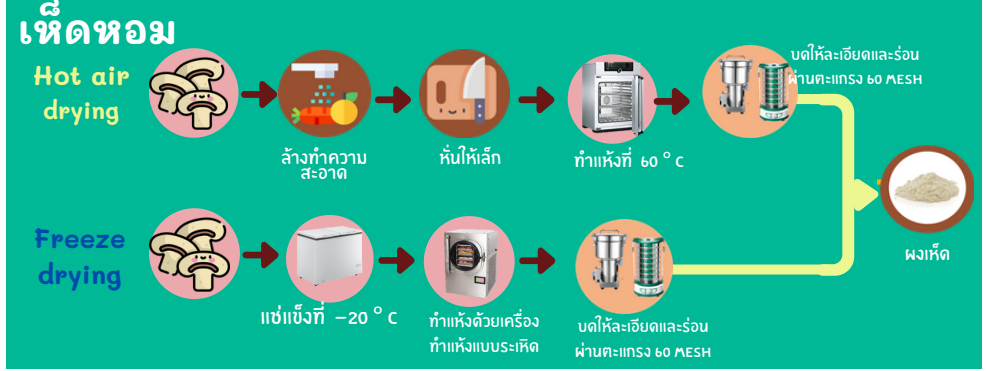 เห็ดหอม
Hot air
drying
ล้างทำความ
สะอาด
หั่นให้เล็ก
ทำแห้งที่ 60 ° C
บดให้ละเอียดและร่อน
ผ่านตะแกรง 60 MESH
Freeze
drying
แช่แข็งที่ -20 ° C
ทำแห้งด้วยเครื่อง
ทำแห้งแบบระเหิด
บดให้ละเอียดและร่อน
ผ่านตะแกรง 60 MESH
ผงเห็ด